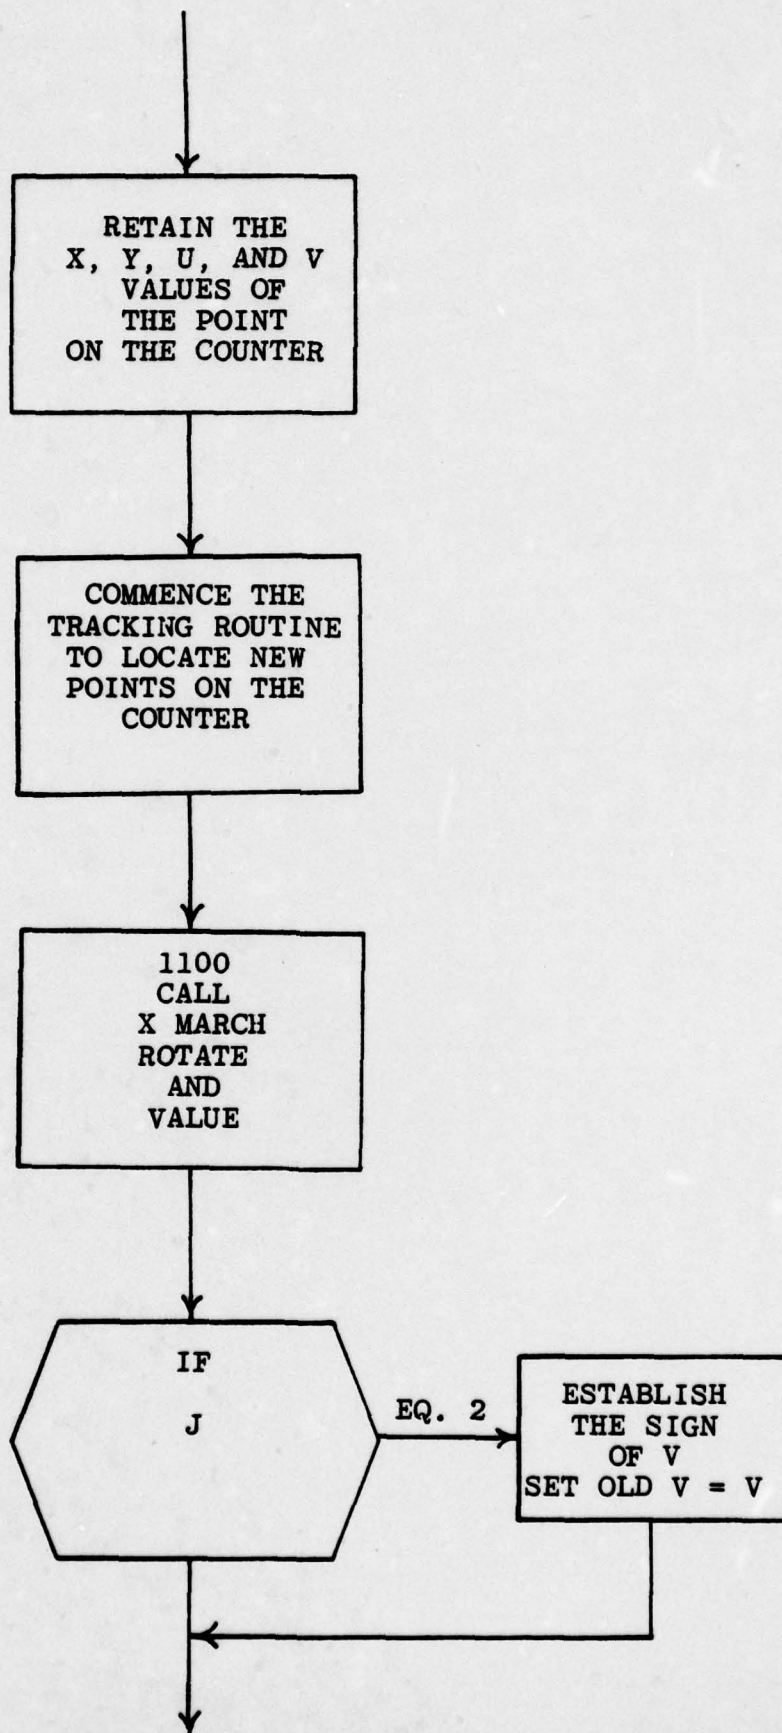 RETAIN THE
X, Y, U, AND V
VALUES OF
THE POINT
ON THE COUNTER
COMMENCE THE
TRACKING ROUTINE
TO LOCATE NEW
POINTS ON THE
COUNTER
1100
CALL
X MARCH
ROTATE
AND
VALUE
IF
J
EQ. 2
ESTABLISH
THE SIGN
OF V
SET OLD V = V